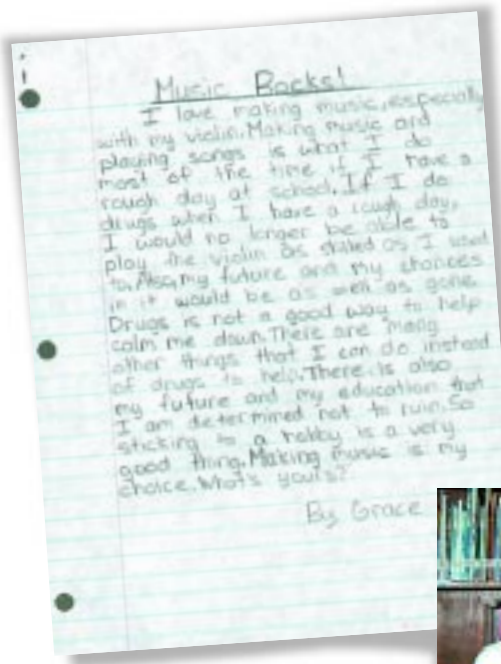 Music Rocks!
I love making music, especially
with my violin. Making music and
playing songs is what I do
most of the time if I have a
rough day at school. If I do
drugs when I have a rough day,
I would no longer be able to
play the violin as skilled as I used
to. Also, my future and my chances
in it would be as well as gone.
Drugs is not a good way to help
calm me down. There are many
other things that I can do instead
of drugs to help. There is also
my future and my education that
I am determined not to ruin. So
sticking to a hobby is a very
good thing. Making music is my
choice. What's yours?
By Grace